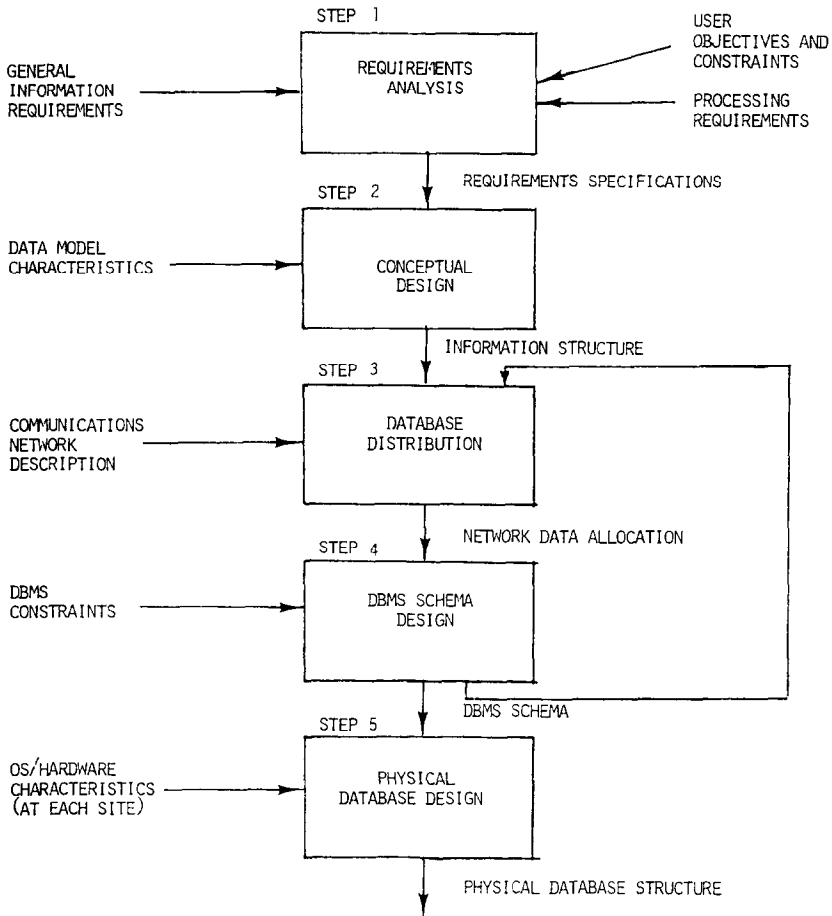 STEP 1
USER
OBJECTIVES AND
CONSTRAINTS
GENERAL
INFORMATION
REQUIREMENTS
REQUIREMENTS
ANALYSIS
PROCESSING
REQUIREMENTS
REQUIREMENTS SPECIFICATIONS
STEP 2
DATA MODEL
CHARACTERISTICS
CONCEPTUAL
DESIGN
INFORMATION STRUCTURE
STEP 3
COMMUNICATIONS
NETWORK
DESCRIPTION
DATABASE
DISTRIBUTION
NETWORK DATA ALLOCATION
STEP 4
DBMS
CONSTRAINTS
DBMS SCHEMA
DESIGN
DBMS SCHEMA
STEP 5
OS/HARDWARE
CHARACTERISTICS
(AT EACH SITE)
PHYSICAL
DATABASE DESIGN
PHYSICAL DATABASE STRUCTURE